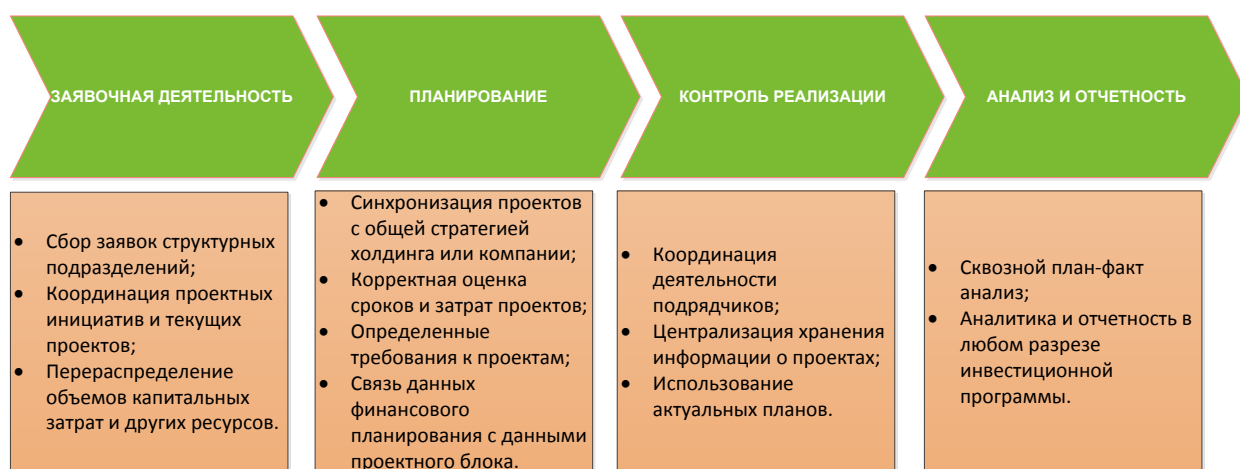 ЗАЯВОЧНАЯ ДЕЯТЕЛЬНОСТЬ
ПЛАНИРОВАНИЕ
КОНТРОЛЬ РЕАЛИЗАЦИИ
АНАЛИЗ И ОТЧЕТНОСТЬ
• Сбор заявок структурных
подразделений;
• Координация проектных
инициатив и текущих
проектов;
• Перераспределение
объемов капитальных
затрат и других ресурсов.
• Синхронизация проектов
с общей стратегией
холдинга или компании;
• Корректная оценка
сроков и затрат проектов;
• Определенные
требования к проектам;
• Связь данных
финансового
планирования с данными
проектного блока.
• Координация
деятельности
подрядчиков;
• Централизация хранения
информации о проектах;
• Использование
актуальных планов.
• Сквозной план-факт
анализ;
• Аналитика и отчетность в
любом разрезе
инвестиционной
программы.